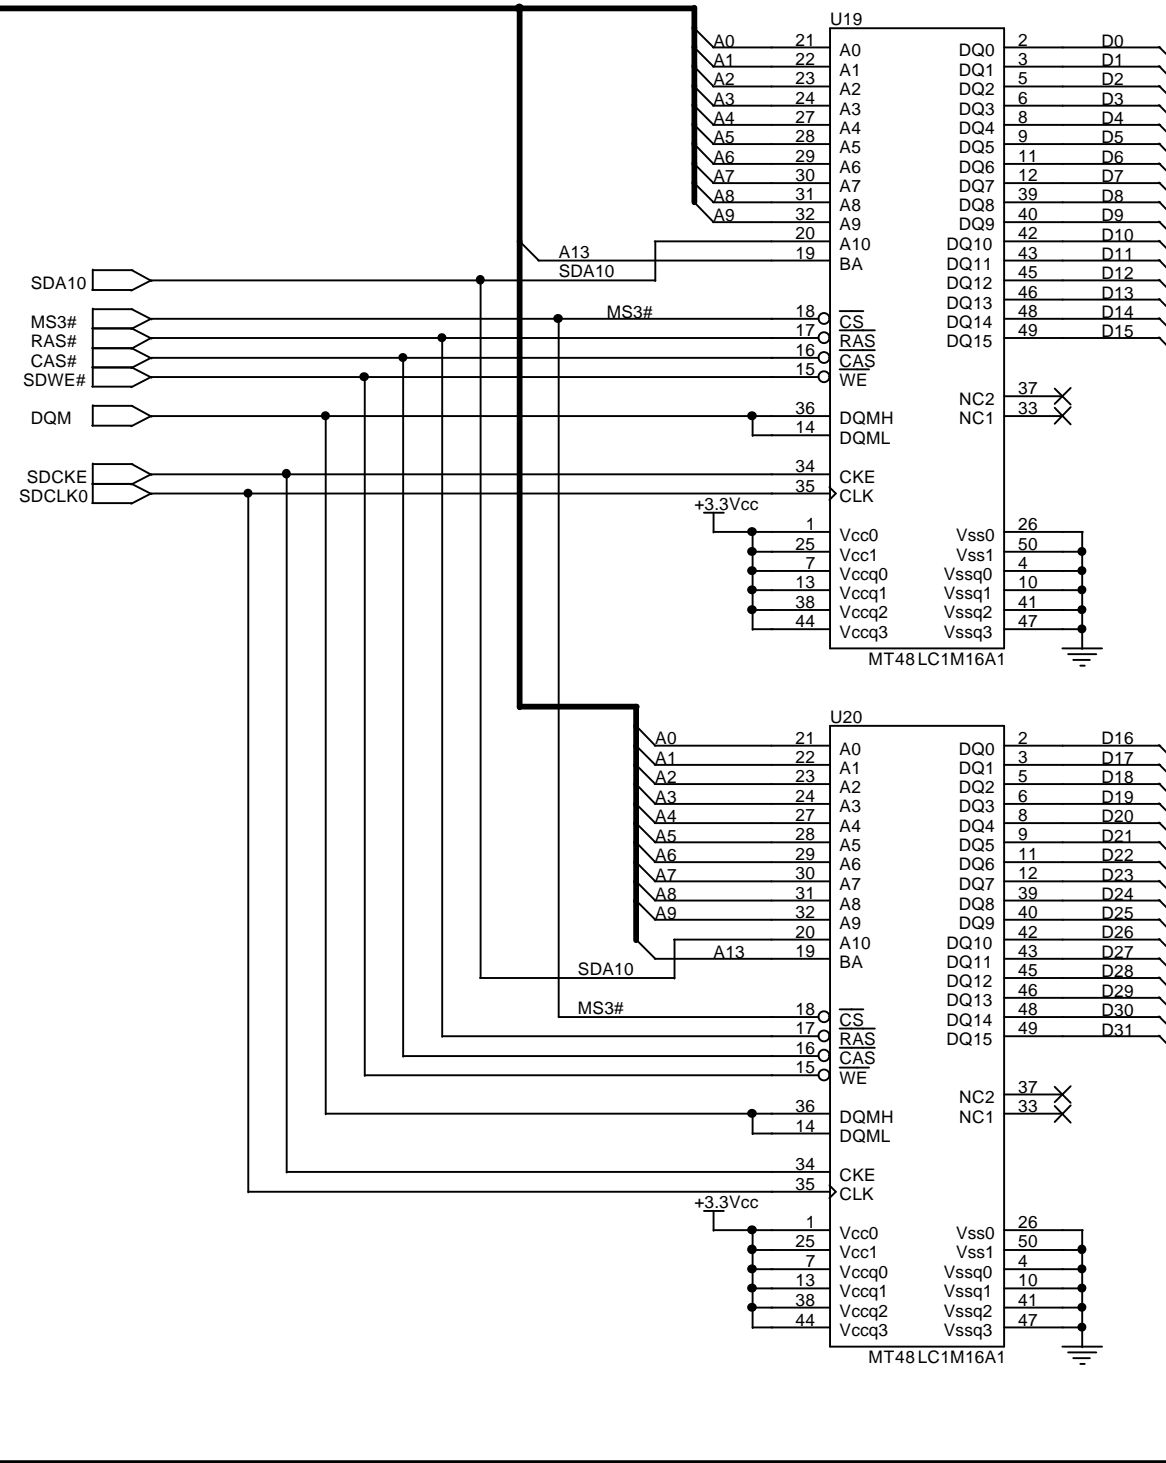 U19
A0 21 A0 DQ0 2 D0
A1 22 A1 DQ1 3 D1
A2 23 A2 DQ2 5 D2
A3 24 A3 DQ3 6 D3
A4 27 A4 DQ4 8 D4
A5 28 A5 DQ5 9 D5
A6 29 A6 DQ6 11 D6
A7 30 A7 DQ7 12 D7
A8 31 A8 DQ8 39 D8
A9 32 A9 DQ9 40 D9
20 A10 DQ10 42 D10
A13 19 BA DQ11 43 D11
SDA10 SDA10 DQ12 45 D12
DQ13 46 D13
MS3# MS3# 18 CS DQ14 48 D14
RAS# 17 RAS DQ15 49 D15
CAS# 16 CAS
SDWE# 15 WE
NC2 37
DQM 36 DQMH NC1 33
14 DQML
SDCKE 34 CKE
SDCLK0 35 CLK
+3.3Vcc
1 Vcc0 Vss0 26
25 Vcc1 Vss1 50
7 Vccq0 Vssq0 4
13 Vccq1 Vssq1 10
38 Vccq2 Vssq2 41
44 Vccq3 Vssq3 47
MT48LC1M16A1
U20
A0 21 A0 DQ0 2 D16
A1 22 A1 DQ1 3 D17
A2 23 A2 DQ2 5 D18
A3 24 A3 DQ3 6 D19
A4 27 A4 DQ4 8 D20
A5 28 A5 DQ5 9 D21
A6 29 A6 DQ6 11 D22
A7 30 A7 DQ7 12 D23
A8 31 A8 DQ8 39 D24
A9 32 A9 DQ9 40 D25
20 A10 DQ10 42 D26
A13 19 BA DQ11 43 D27
SDA10 DQ12 45 D28
DQ13 46 D29
MS3# 18 CS DQ14 48 D30
17 RAS DQ15 49 D31
16 CAS
15 WE
NC2 37
36 DQMH NC1 33
14 DQML
34 CKE
35 CLK
+3.3Vcc
1 Vcc0 Vss0 26
25 Vcc1 Vss1 50
7 Vccq0 Vssq0 4
13 Vccq1 Vssq1 10
38 Vccq2 Vssq2 41
44 Vccq3 Vssq3 47
MT48LC1M16A1